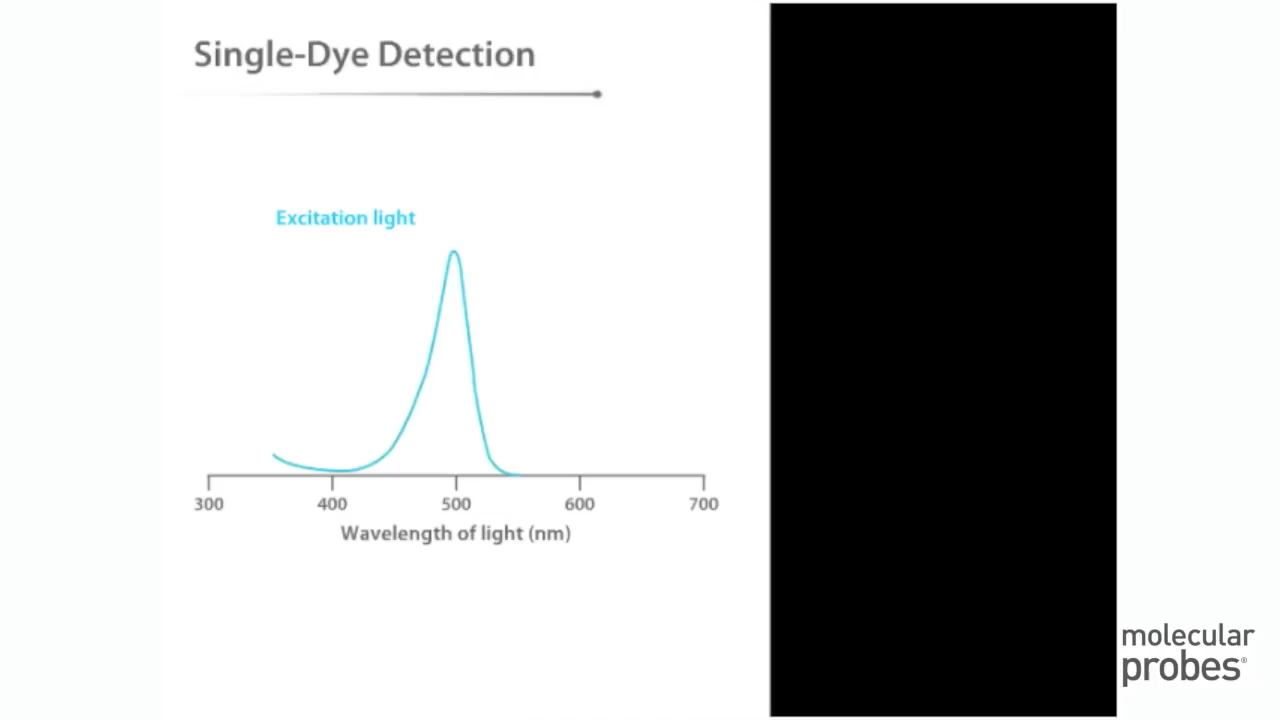 Single-Dye Detection
Excitation light
300 400 500 600 700
Wavelength of light (nm)
molecular
probes®